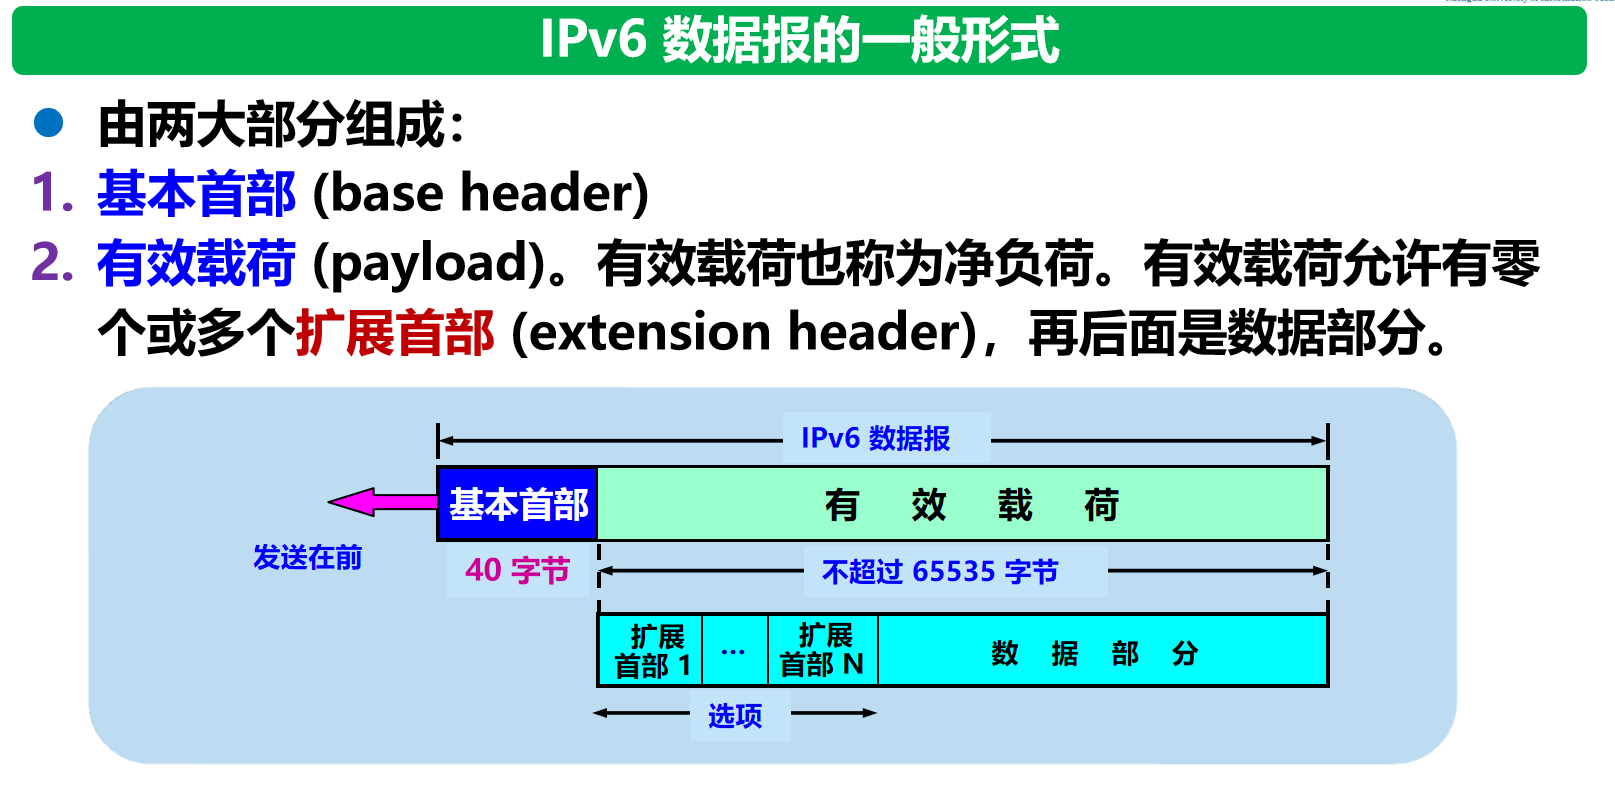 IPv6 数据报的一般形式
由两大部分组成：
1. 基本首部 (base header)
2. 有效载荷 (payload)。有效载荷也称为净负荷。有效载荷允许有零
个或多个扩展首部 (extension header)，再后面是数据部分。
IPv6 数据报
基本首部 有 效 载 荷
发送在前
40 字节 不超过 65535 字节
扩展 首部 1
…
扩展 首部 N
数 据 部 分
选项